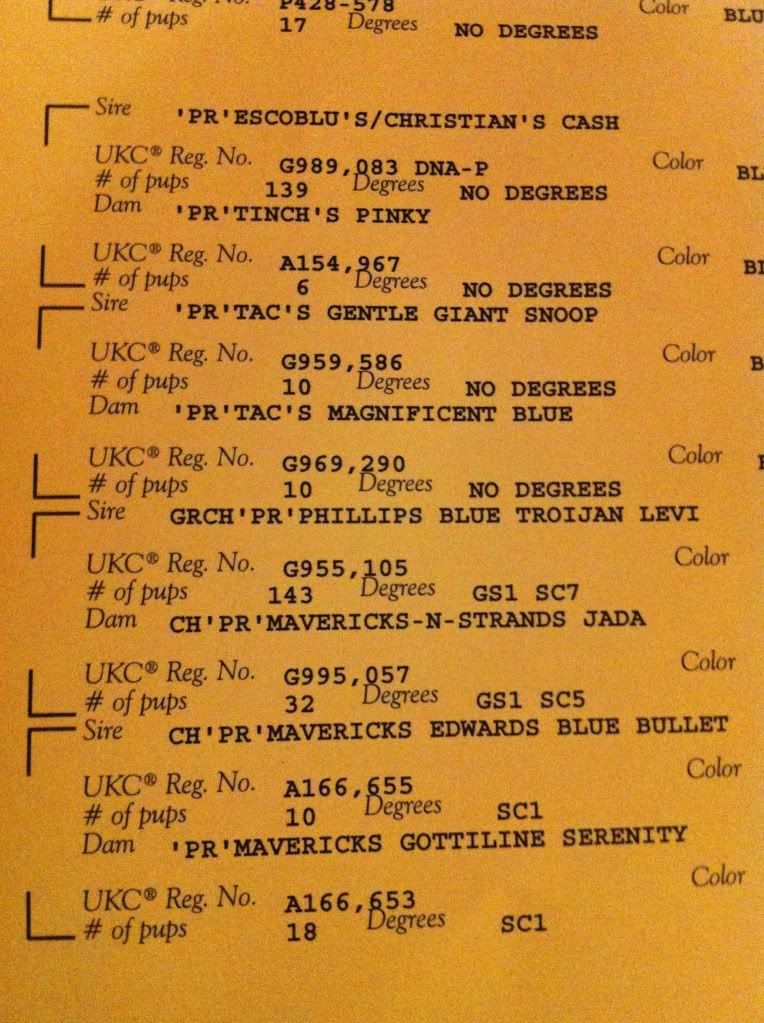 # of pups 17 Degrees NO DEGREES
Sire 'PR'ESCOBLU'S/CHRISTIAN'S CASH
UKC® Reg. No. G989,083 DNA-P Color BL
# of pups 139 Degrees NO DEGREES
Dam 'PR'TINCH'S PINKY
UKC® Reg. No. A154,967 Color
# of pups 6 Degrees NO DEGREES
Sire 'PR'TAC'S GENTLE GIANT SNOOP
UKC® Reg. No. G959,586 Color B
# of pups 10 Degrees NO DEGREES
Dam 'PR'TAC'S MAGNIFICENT BLUE
UKC® Reg. No. G969,290 Color
# of pups 10 Degrees NO DEGREES
Sire GRCH'PR'PHILLIPS BLUE TROIJAN LEVI
UKC® Reg. No. G955,105 Color
# of pups 143 Degrees GS1 SC7
Dam CH'PR'MAVERICKS-N-STRANDS JADA
UKC® Reg. No. G995,057 Color
# of pups 32 Degrees GS1 SC5
Sire CH'PR'MAVERICKS EDWARDS BLUE BULLET
UKC® Reg. No. A166,655 Color
# of pups 10 Degrees SC1
Dam 'PR'MAVERICKS GOTTILINE SERENITY
UKC® Reg. No. A166,653 Color
# of pups 18 Degrees SC1